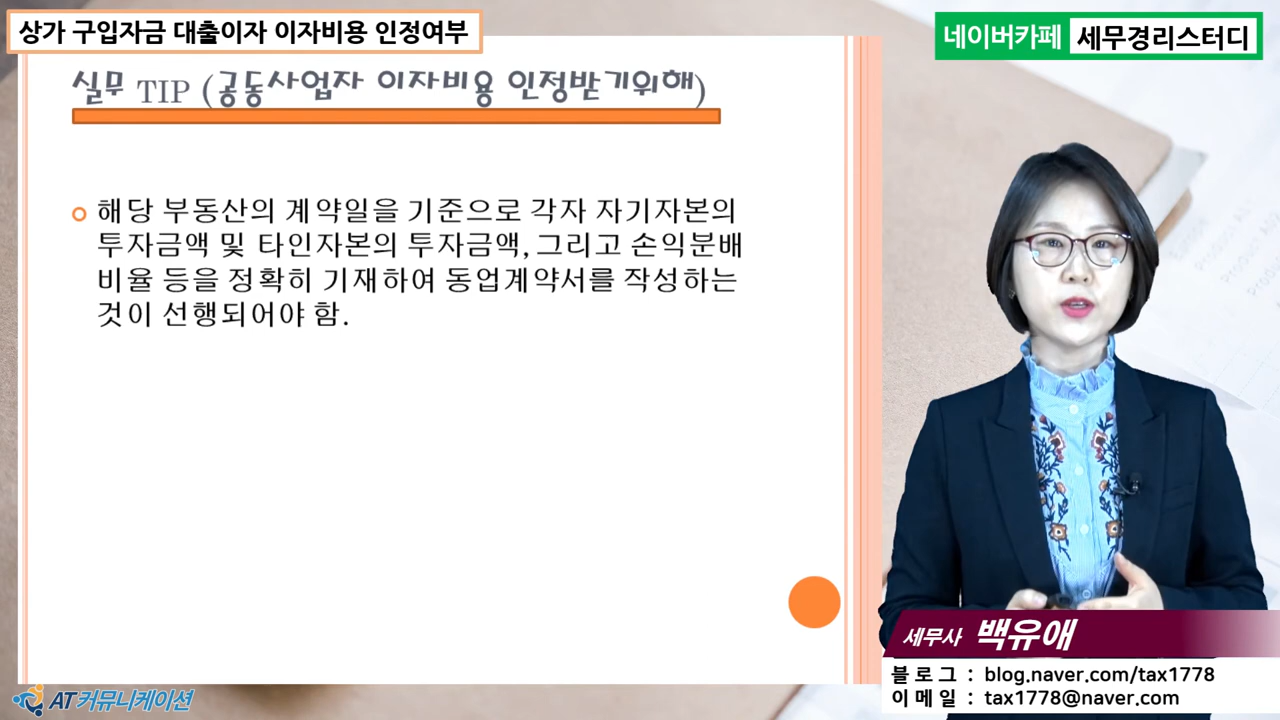 상가 구입자금 대출이자 이자비용 인정여부
네이버카페 세무경리스터디
실무 TIP (공동사업자 이자비용 인정받기위해)
해당 부동산의 계약일을 기준으로 각자 자기자본의
투자금액 및 타인자본의 투자금액, 그리고 손익분배
비율 등을 정확히 기재하여 동업계약서를 작성하는
것이 선행되어야 함.
세무사 백유애
블로그 : blog.naver.com/tax1778
이메일 : tax1778@naver.com
AT커뮤니케이션